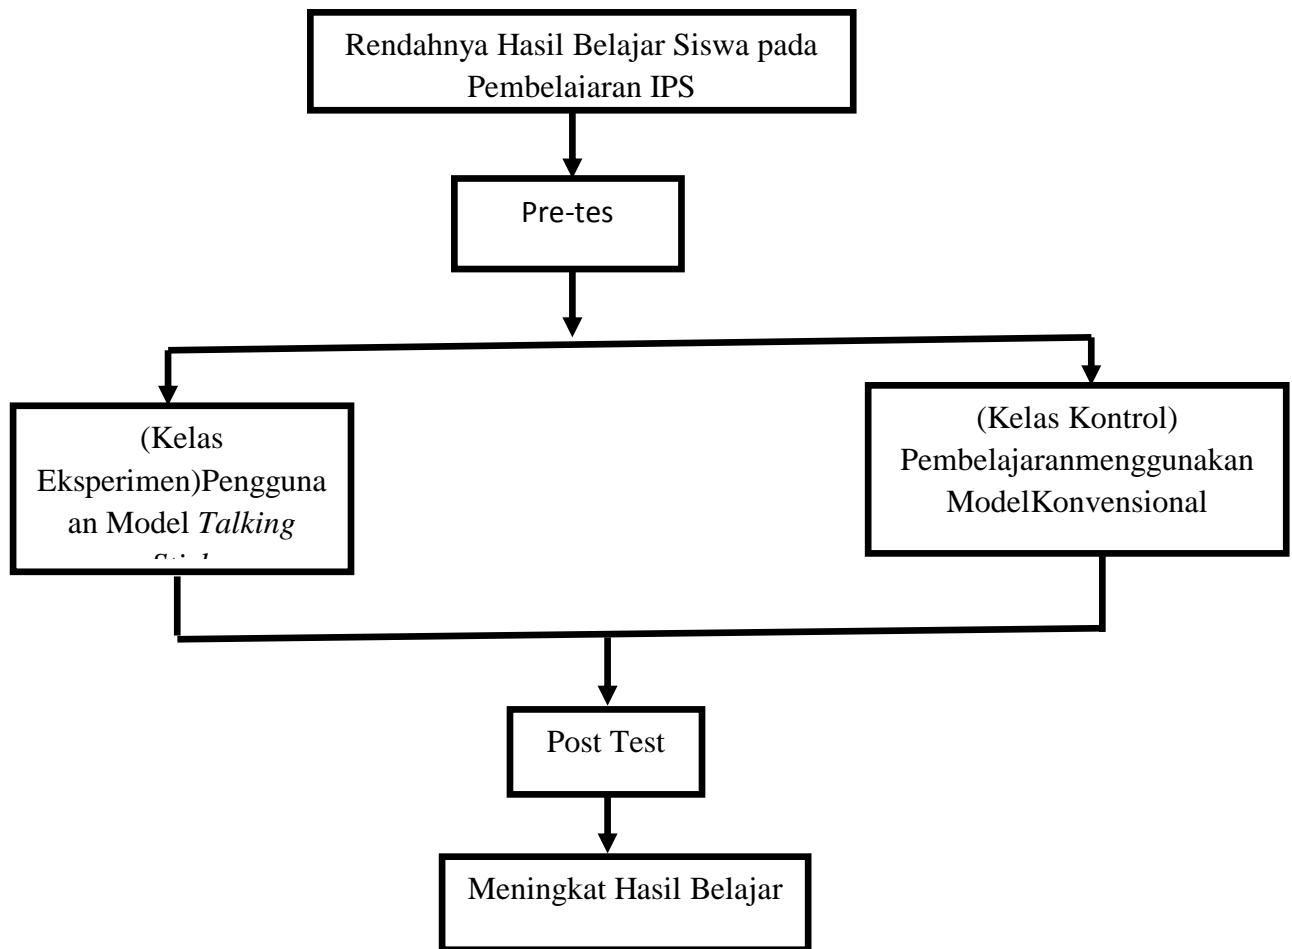 Rendahnya Hasil Belajar Siswa pada
Pembelajaran IPS
Pre-tes
(Kelas
Eksperimen)Pengguna
an Model Talking
(Kelas Kontrol)
Pembelajaranmenggunakan
ModelKonvensional
Post Test
Meningkat Hasil Belajar